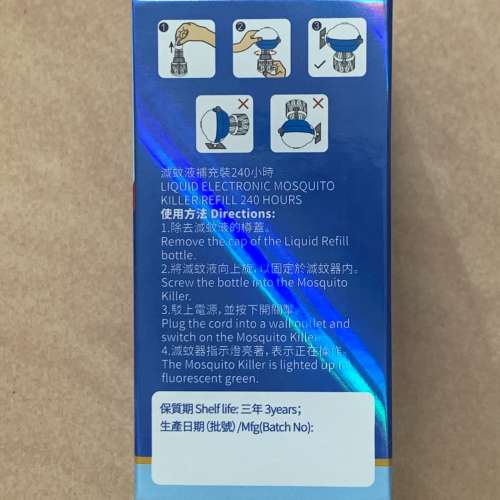 1 2 3
滅蚊液補充裝240小時
LIQUID ELECTRONIC MOSQUITO
KILLER REFILL 240 HOURS
使用方法 Directions:
1.除去滅蚊液的樽蓋。
Remove the cap of the Liquid Refill
bottle.
2.將滅蚊液向上旋，以固定於滅蚊器内。
Screw the bottle into the Mosquito
Killer.
3.駁上電源，並按下開關掣。
Plug the cord into a wall outlet and
switch on the Mosquito Killer.
4.滅蚊器指示燈亮著，表示正在操作。
The Mosquito Killer is lighted up in
fluorescent green.
保質期 Shelf life: 三年 3years；
生產日期（批號）/Mfg(Batch No):